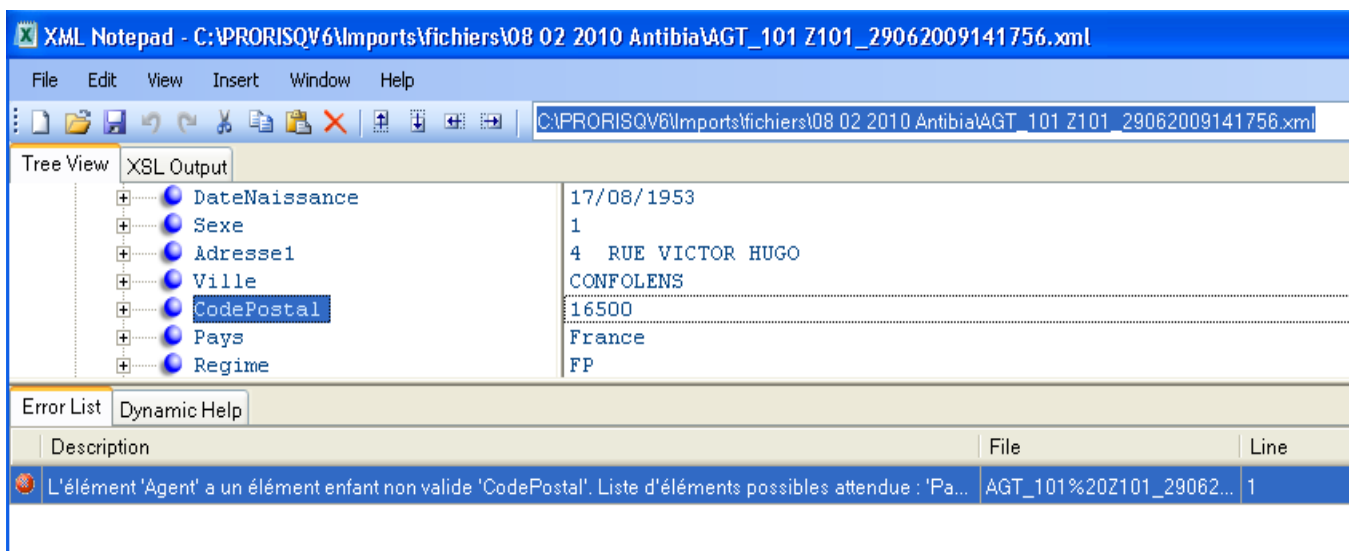 XML Notepad - C:\PRORISQV6\Imports\fichiers\08 02 2010 Antibia\AGT_101 Z101_29062009141756.xml
File Edit View Insert Window Help
C:\PRORISQV6\Imports\fichiers\08 02 2010 Antibia\AGT_101 Z101_29062009141756.xml
Tree View XSL Output
DateNaissance 17/08/1953
Sexe 1
Adresse1 4 RUE VICTOR HUGO
Ville CONFOLENS
CodePostal 16500
Pays France
Regime FP
Error List Dynamic Help
Description File Line
L'élément 'Agent' a un élément enfant non valide 'CodePostal'. Liste d'éléments possibles attendue : 'Pa... AGT_101%20Z101_29062... 1